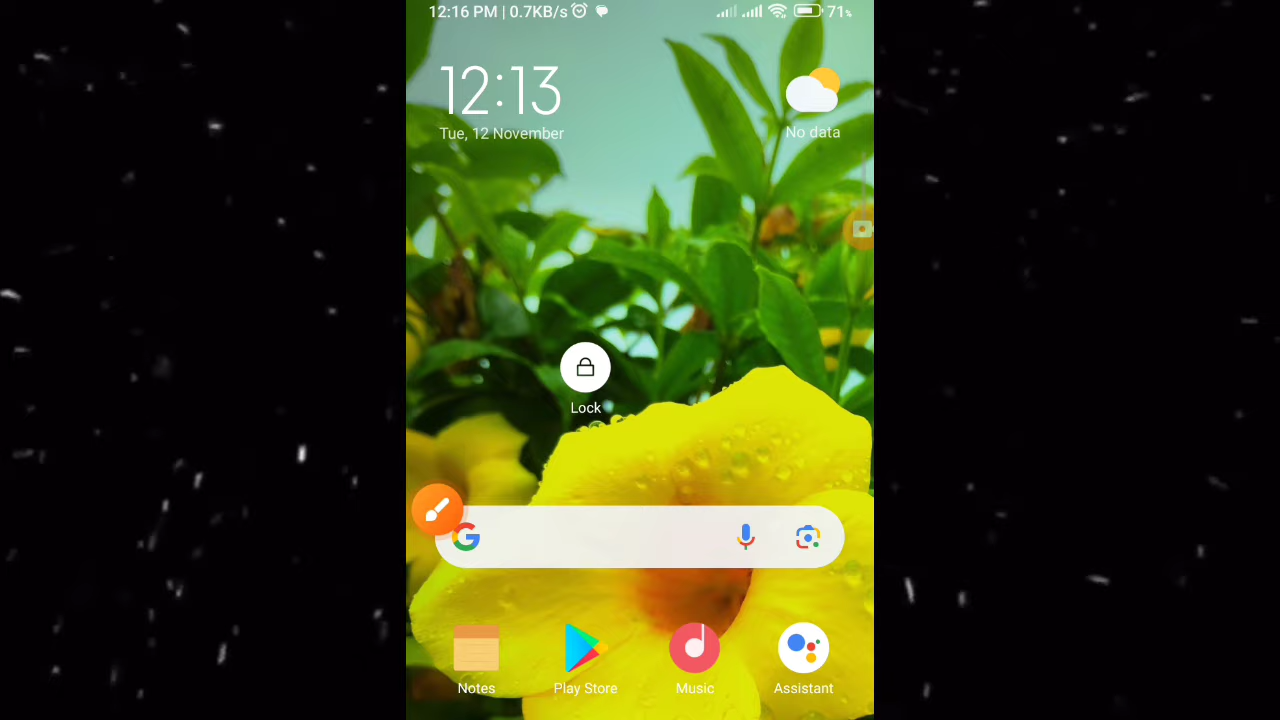 12:16 PM | 0.7KB/s 71%
12:13
Tue, 12 November
No data
Lock
Notes Play Store Music Assistant